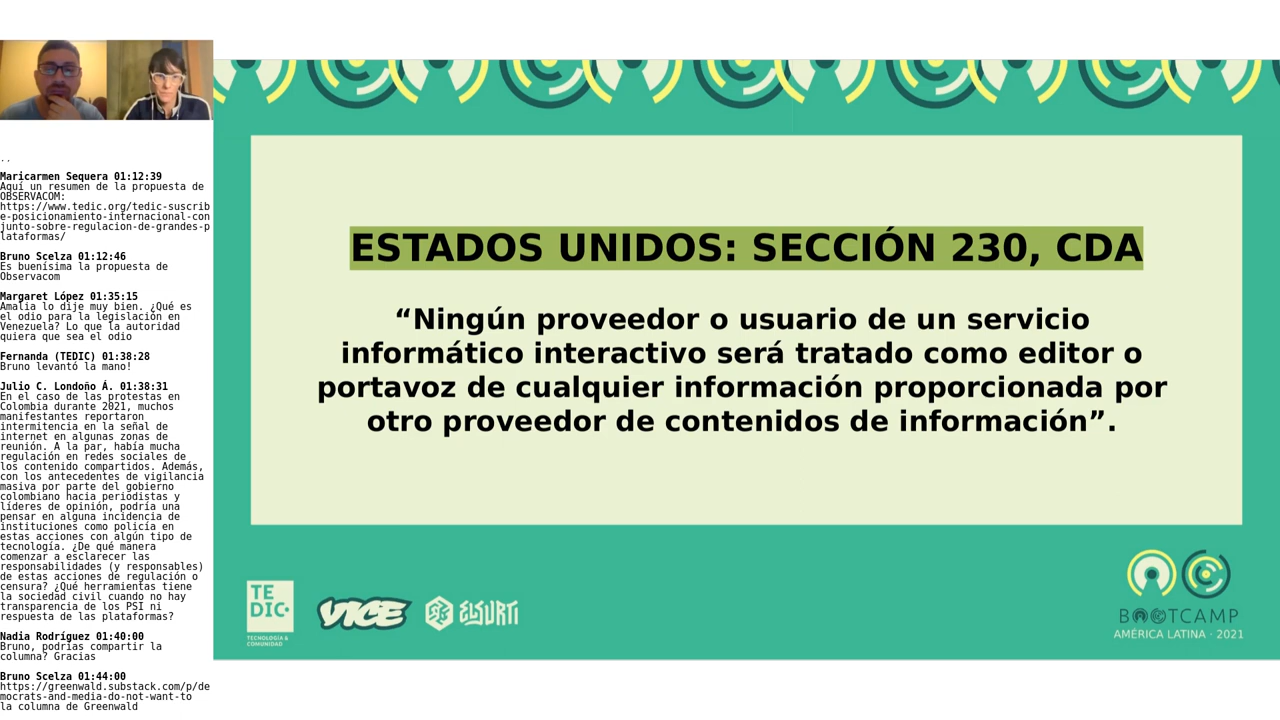 ..
Maricarmen Sequera 01:12:39
Aquí un resumen de la propuesta de
OBSERVACOM:
https://www.tedic.org/tedic-suscrib
e-posicionamiento-internacional-con
junto-sobre-regulacion-de-grandes-p
lataformas/
Bruno Scelza 01:12:46
Es buenísima la propuesta de
Observacom
Margaret López 01:35:15
Amalia lo dije muy bien. ¿Qué es
el odio para la legislación en
Venezuela? Lo que la autoridad
quiera que sea el odio
Fernanda (TEDIC) 01:38:28
Bruno levantó la mano!
Julio C. Londoño Á. 01:38:31
En el caso de las protestas en
Colombia durante 2021, muchos
manifestantes reportaron
intermitencia en la señal de
internet en algunas zonas de
reunión. A la par, había mucha
regulación en redes sociales de
los contenido compartidos. Además,
con los antecedentes de vigilancia
masiva por parte del gobierno
colombiano hacia periodistas y
líderes de opinión, podría una
pensar en alguna incidencia de
instituciones como policía en
estas acciones con algún tipo de
tecnología. ¿De qué manera
comenzar a esclarecer las
responsabilidades (y responsables)
de estas acciones de regulación o
censura? ¿Qué herramientas tiene
la sociedad civil cuando no hay
transparencia de los PSI ni
respuesta de las plataformas?
Nadia Rodríguez 01:40:00
Bruno, podrías compartir la
columna? Gracias
Bruno Scelza 01:44:00
https://greenwald.substack.com/p/de
mocrats-and-media-do-not-want-to
la columna de Greenwald
ESTADOS UNIDOS: SECCIÓN 230, CDA
“Ningún proveedor o usuario de un servicio
informático interactivo será tratado como editor o
portavoz de cualquier información proporcionada por
otro proveedor de contenidos de información”.
TE
DIC
TECNOLOGÍA &
COMUNIDAD
VICE
ELSURTI
BOOTCAMP
AMÉRICA LATINA · 2021